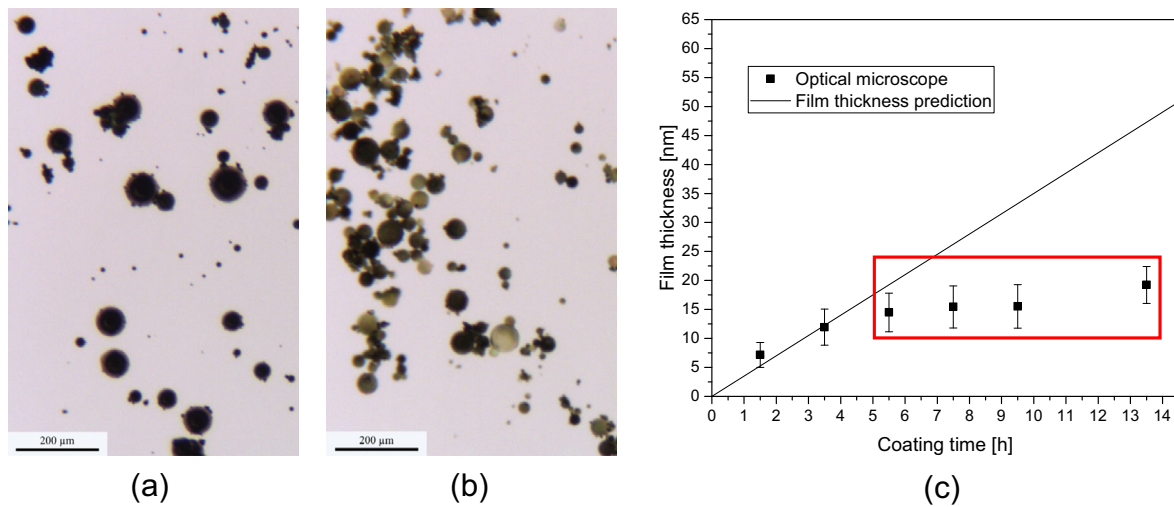 200 µm
(a)
200 µm
(b)
Film thickness [nm]
65
60
55
50
45
40
35
30
25
20
15
10
5
0
Optical microscope
Film thickness prediction
0 1 2 3 4 5 6 7 8 9 10 11 12 13 14
Coating time [h]
(c)